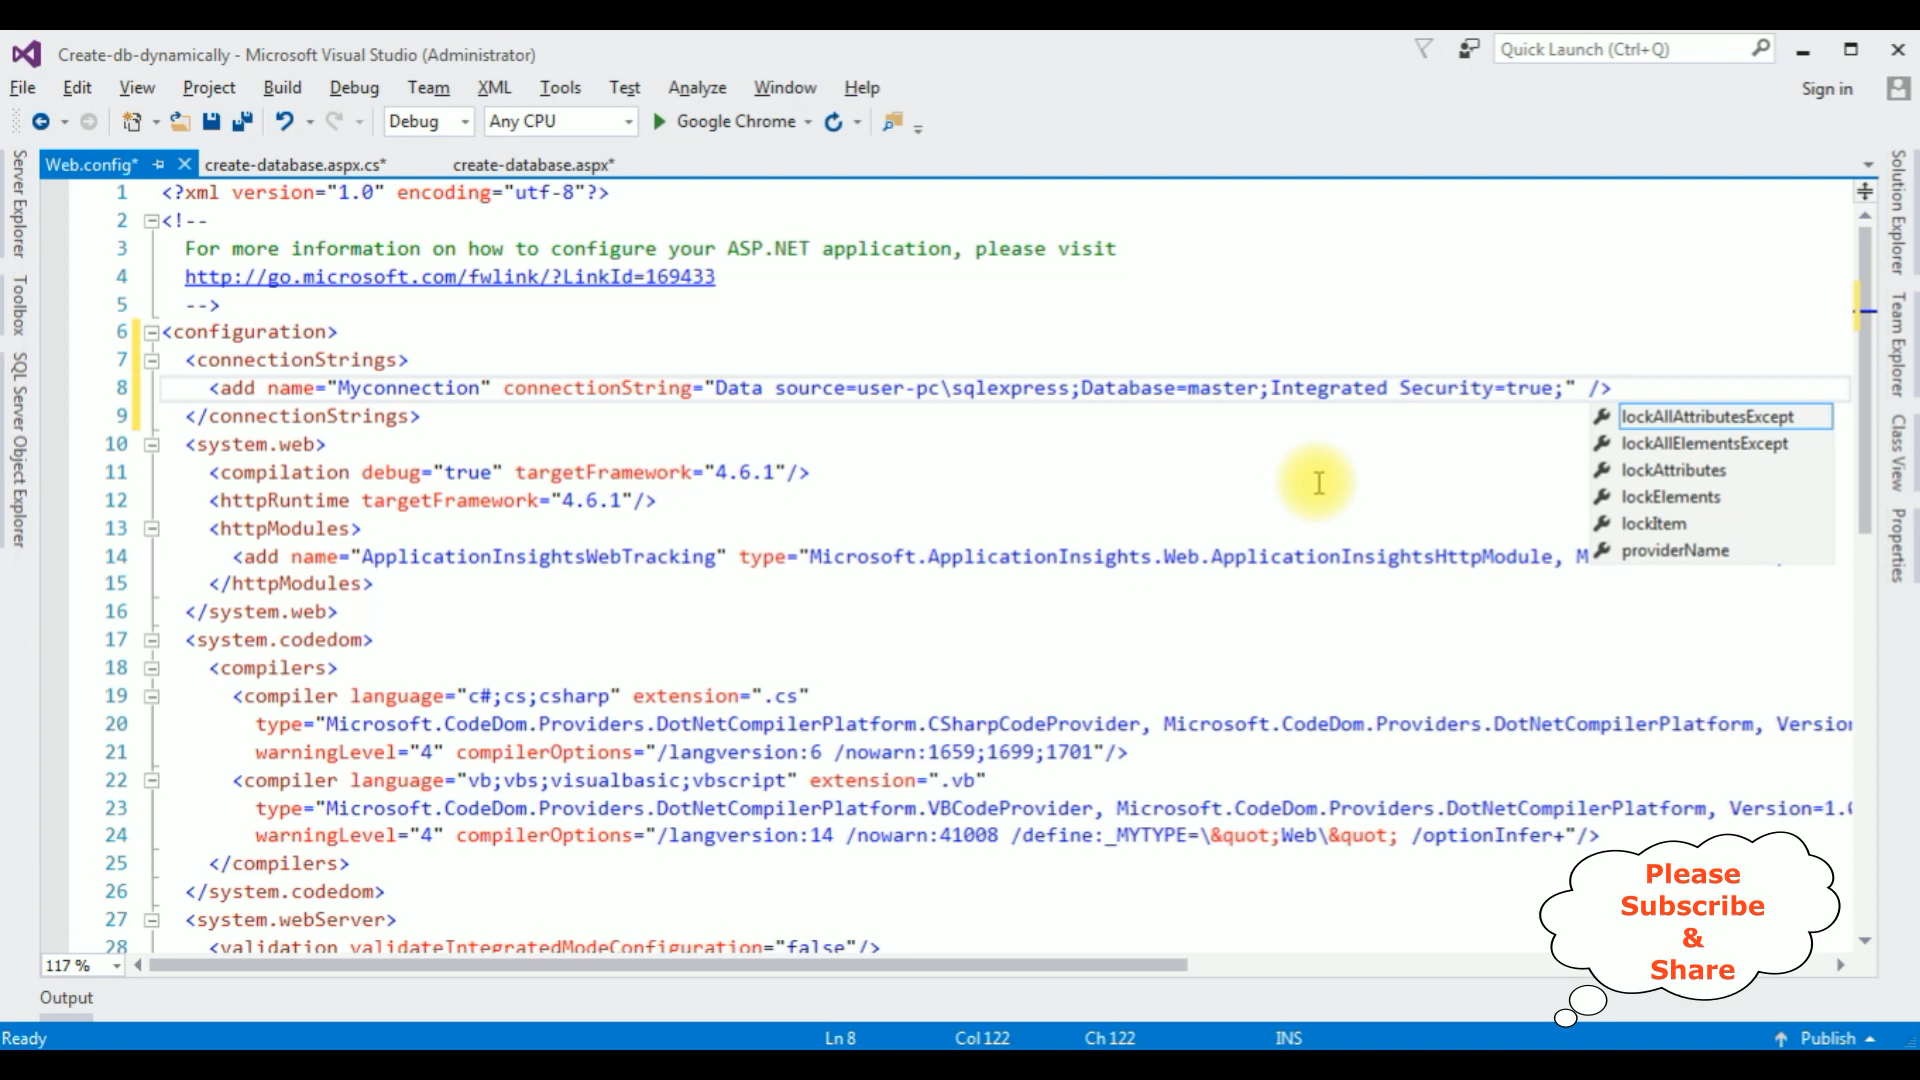 Create-db-dynamically - Microsoft Visual Studio (Administrator)
Quick Launch (Ctrl+Q)
File Edit View Project Build Debug Team XML Tools Test Analyze Window Help
Sign in
Debug Any CPU Google Chrome
Web.config* create-database.aspx.cs* create-database.aspx*
Server Explorer
Toolbox
SQL Server Object Explorer
1 <?xml version="1.0" encoding="utf-8"?>
2 <!--
3 For more information on how to configure your ASP.NET application, please visit
4 http://go.microsoft.com/fwlink/?LinkId=169433
5 -->
6 <configuration>
7 <connectionStrings>
8 <add name="Myconnection" connectionString="Data source=user-pc\sqlexpress;Database=master;Integrated Security=true;" />
9 </connectionStrings>
10 <system.web>
11 <compilation debug="true" targetFramework="4.6.1"/>
12 <httpRuntime targetFramework="4.6.1"/>
13 <httpModules>
14 <add name="ApplicationInsightsWebTracking" type="Microsoft.ApplicationInsights.Web.ApplicationInsightsHttpModule, M
15 </httpModules>
16 </system.web>
17 <system.codedom>
18 <compilers>
19 <compiler language="c#;cs;csharp" extension=".cs"
20 type="Microsoft.CodeDom.Providers.DotNetCompilerPlatform.CSharpCodeProvider, Microsoft.CodeDom.Providers.DotNetCompilerPlatform, Version
21 warningLevel="4" compilerOptions="/langversion:6 /nowarn:1659;1699;1701"/>
22 <compiler language="vb;vbs;visualbasic;vbscript" extension=".vb"
23 type="Microsoft.CodeDom.Providers.DotNetCompilerPlatform.VBCodeProvider, Microsoft.CodeDom.Providers.DotNetCompilerPlatform, Version=1.0
24 warningLevel="4" compilerOptions="/langversion:14 /nowarn:41008 /define:_MYTYPE=\&quot;Web\&quot; /optionInfer+"/>
25 </compilers>
26 </system.codedom>
27 <system.webServer>
28 <validation validateIntegratedModeConfiguration="false"/>
lockAllAttributesExcept
lockAllElementsExcept
lockAttributes
lockElements
lockItem
providerName
Solution Explorer
Team Explorer
Class View
Properties
Please
Subscribe
&
Share
117 %
Output
Ready Ln 8 Col 122 Ch 122 INS Publish